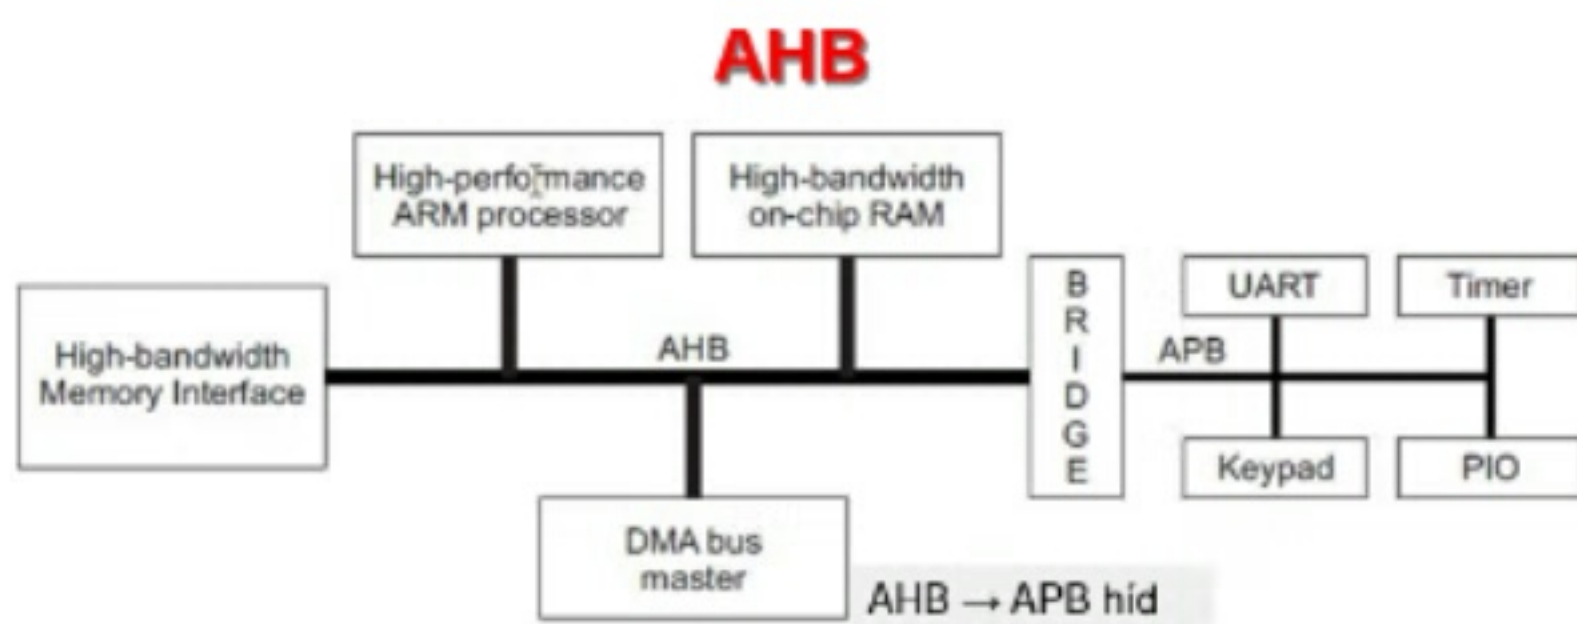 AHB
High-performance
ARM processor
High-bandwidth
on-chip RAM
High-bandwidth
Memory Interface
AHB
B
R
I
D
G
E
APB
UART
Timer
Keypad
PIO
DMA bus
master
AHB → APB híd